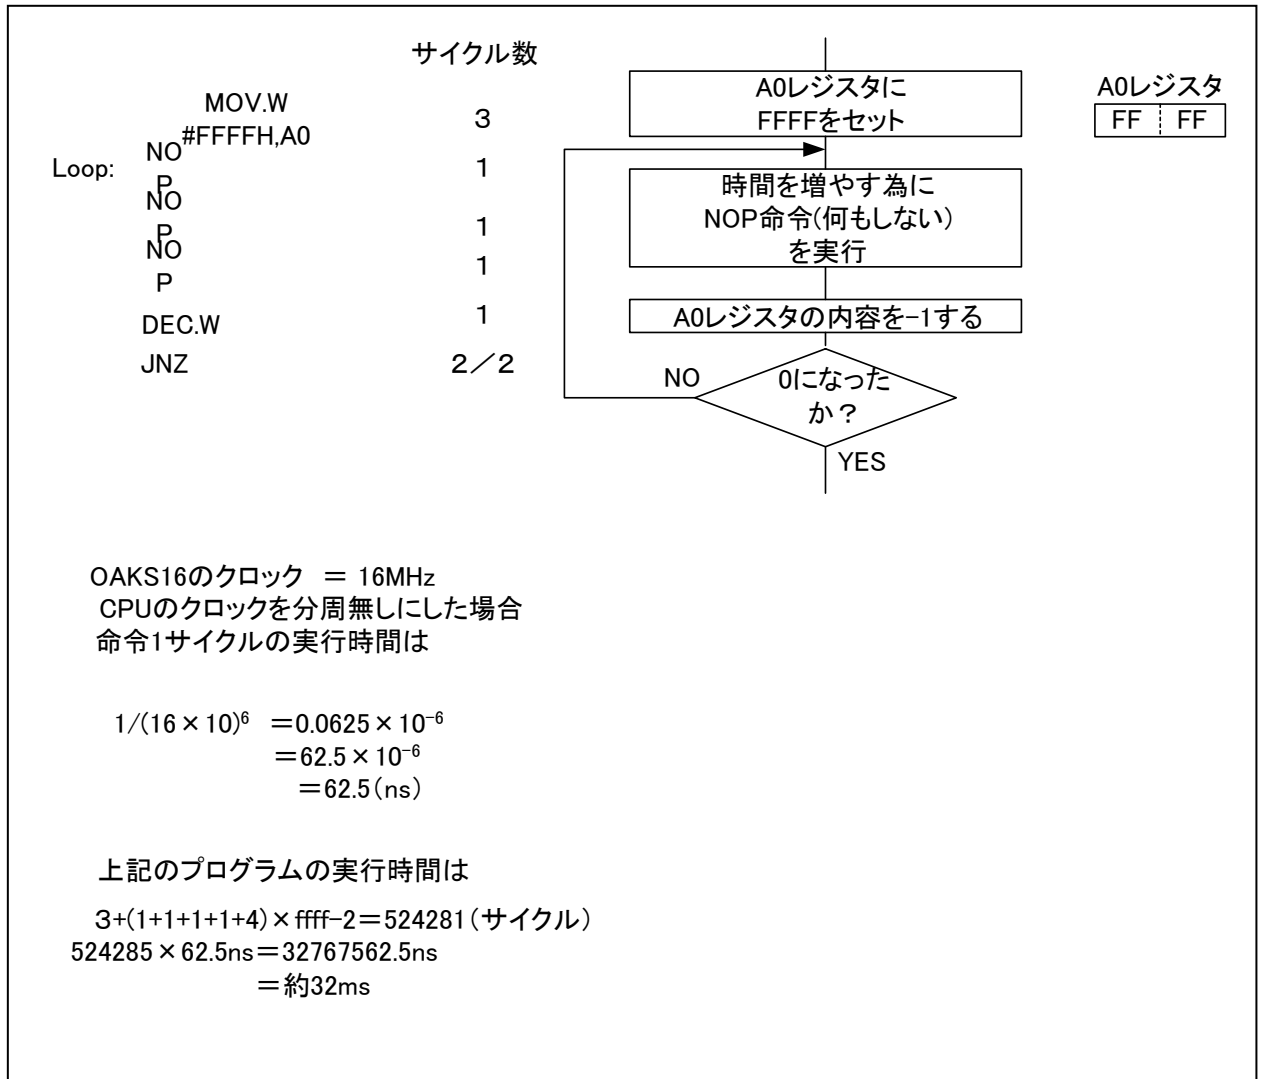 サイクル数
MOV.W
#FFFFH,A0
3
Loop:
NO
P
1
NO
P
1
NO
P
1
DEC.W
1
JNZ
2／2
A0レジスタに
FFFFをセット
時間を増やす為に
NOP命令(何もしない)
を実行
A0レジスタの内容を-1する
NO
0になった
か？
YES
A0レジスタ
FF FF
OAKS16のクロック ＝ 16MHz
CPUのクロックを分周無しにした場合
命令1サイクルの実行時間は
1/(16×10)⁶ ＝0.0625×10⁻⁶
＝62.5×10⁻⁶
＝62.5(ns)
上記のプログラムの実行時間は
3+(1+1+1+1+4)×ffff-2＝524281(サイクル)
524285×62.5ns＝32767562.5ns
＝約32ms